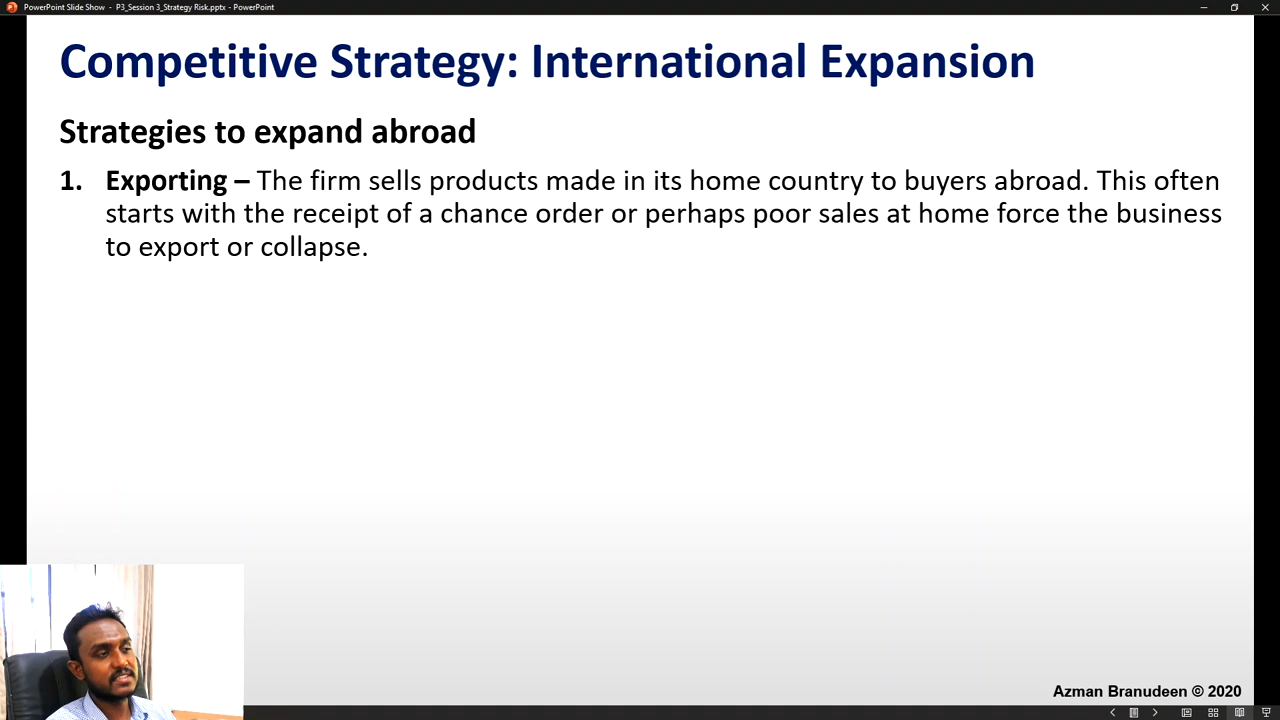 PowerPoint Slide Show - P3_Session 3_Strategy Risk.pptx - PowerPoint
Competitive Strategy: International Expansion
Strategies to expand abroad
1. Exporting – The firm sells products made in its home country to buyers abroad. This often
starts with the receipt of a chance order or perhaps poor sales at home force the business
to export or collapse.
Azman Branudeen © 2020